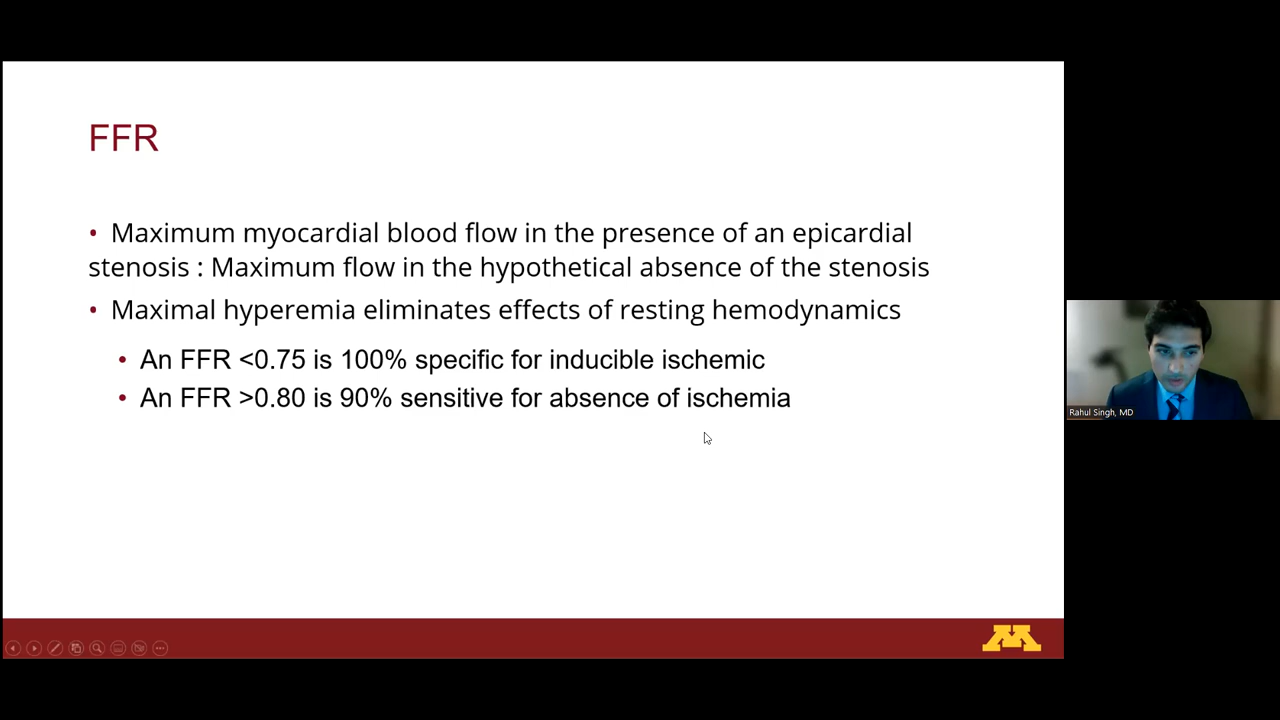 FFR
• Maximum myocardial blood flow in the presence of an epicardial
stenosis : Maximum flow in the hypothetical absence of the stenosis
• Maximal hyperemia eliminates effects of resting hemodynamics
• An FFR <0.75 is 100% specific for inducible ischemic
• An FFR >0.80 is 90% sensitive for absence of ischemia
Rahul Singh, MD
M